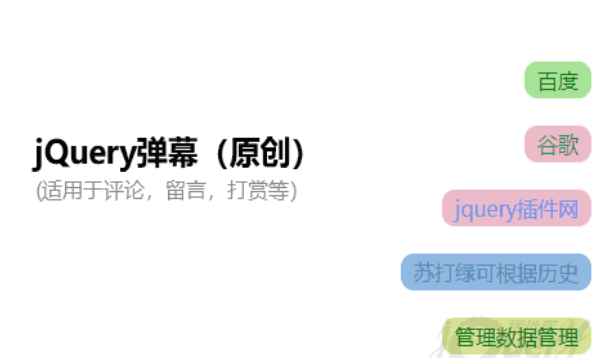 百度
谷歌
jQuery弹幕（原创）
(适用于评论，留言，打赏等)
jquery插件网
苏打绿可根据历史
管理数据管理